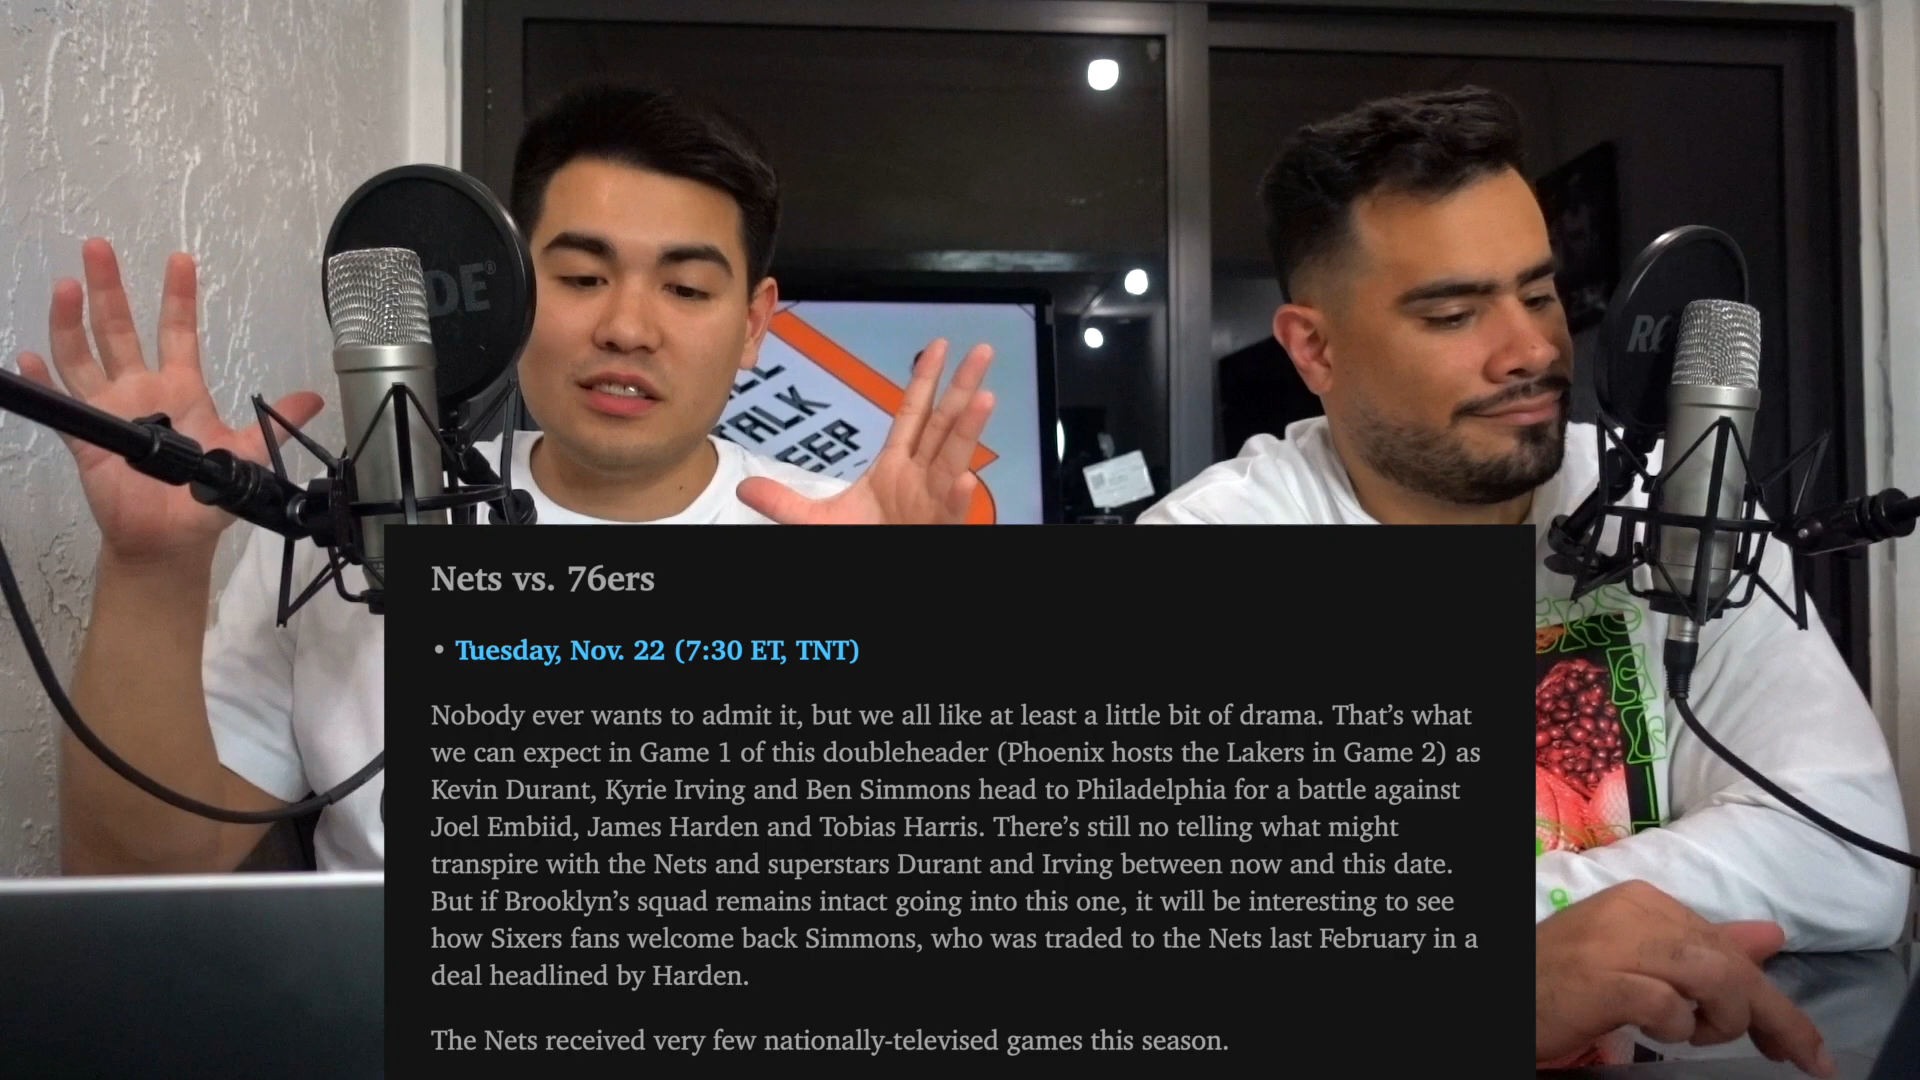 DE®
TALK
EEP
Nets vs. 76ers
• Tuesday, Nov. 22 (7:30 ET, TNT)
Nobody ever wants to admit it, but we all like at least a little bit of drama. That’s what
we can expect in Game 1 of this doubleheader (Phoenix hosts the Lakers in Game 2) as
Kevin Durant, Kyrie Irving and Ben Simmons head to Philadelphia for a battle against
Joel Embiid, James Harden and Tobias Harris. There’s still no telling what might
transpire with the Nets and superstars Durant and Irving between now and this date.
But if Brooklyn’s squad remains intact going into this one, it will be interesting to see
how Sixers fans welcome back Simmons, who was traded to the Nets last February in a
deal headlined by Harden.
The Nets received very few nationally-televised games this season.